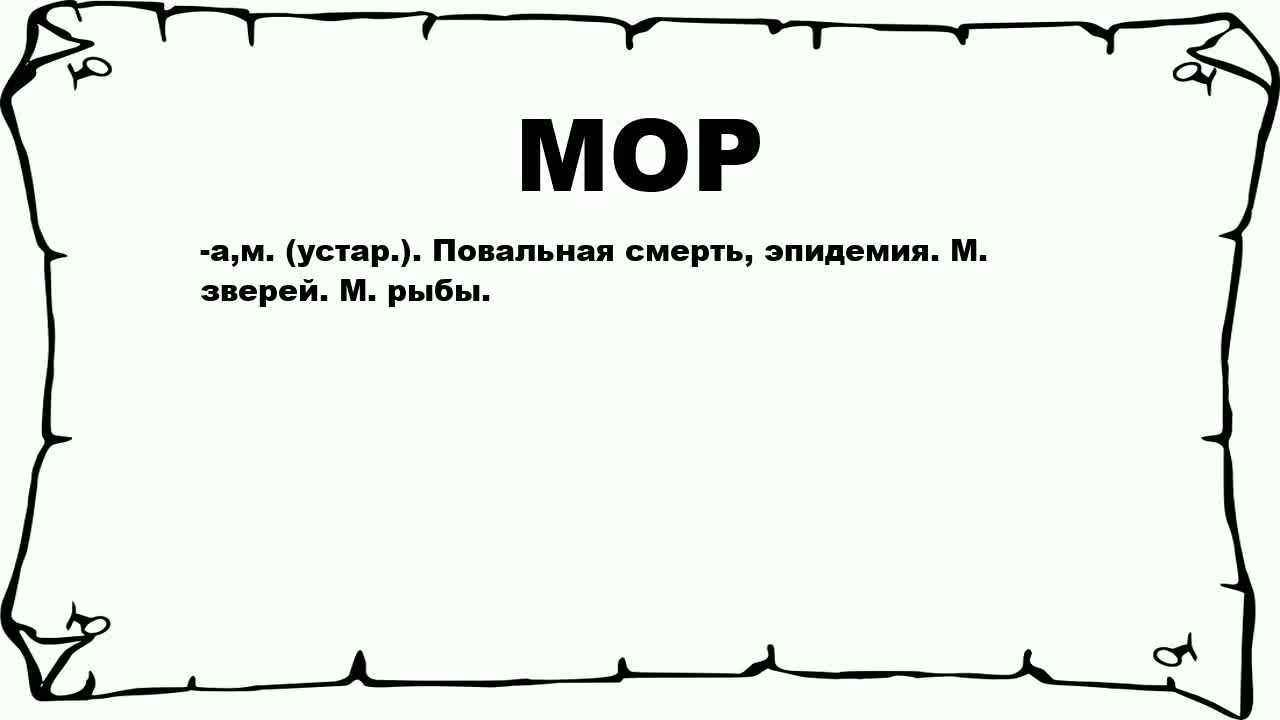 МОР
-а,м. (устар.). Повальная смерть, эпидемия. М.
зверей. М. рыбы.